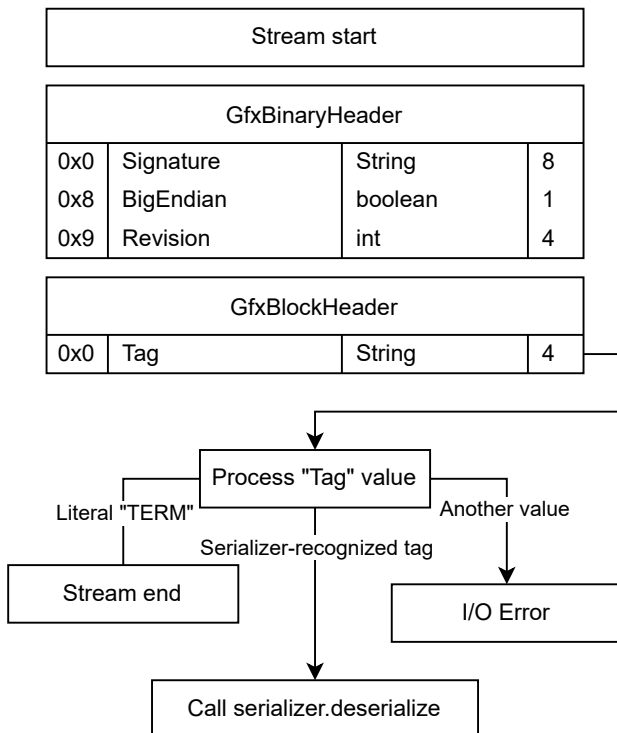 Stream start
GfxBinaryHeader
0x0 Signature String 8
0x8 BigEndian boolean 1
0x9 Revision int 4
GfxBlockHeader
0x0 Tag String 4
Process "Tag" value
Literal "TERM"
Another value
Serializer-recognized tag
Stream end
I/O Error
Call serializer.deserialize